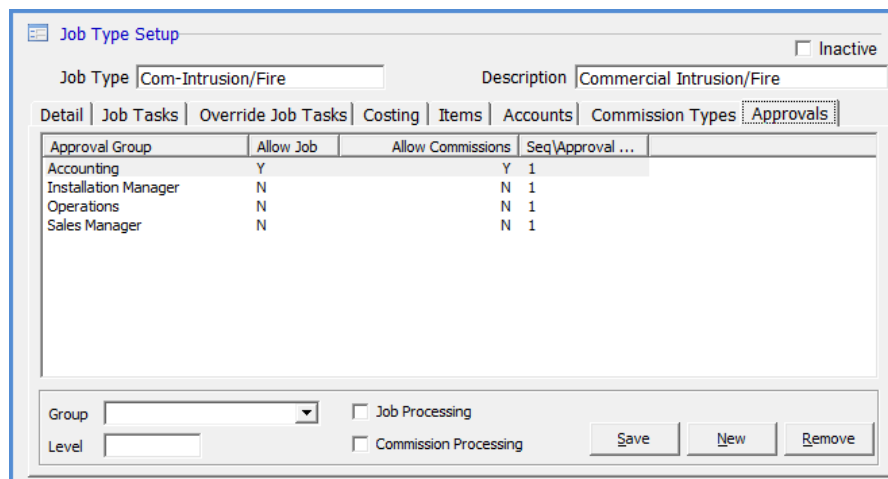 Job Type Setup
Inactive
Job Type Com-Intrusion/Fire Description Commercial Intrusion/Fire
Detail Job Tasks Override Job Tasks Costing Items Accounts Commission Types Approvals
Approval Group Allow Job Allow Commissions Seq\Approval ...
Accounting Y Y 1
Installation Manager N N 1
Operations N N 1
Sales Manager N N 1
Group Job Processing
Level Commission Processing Save New Remove